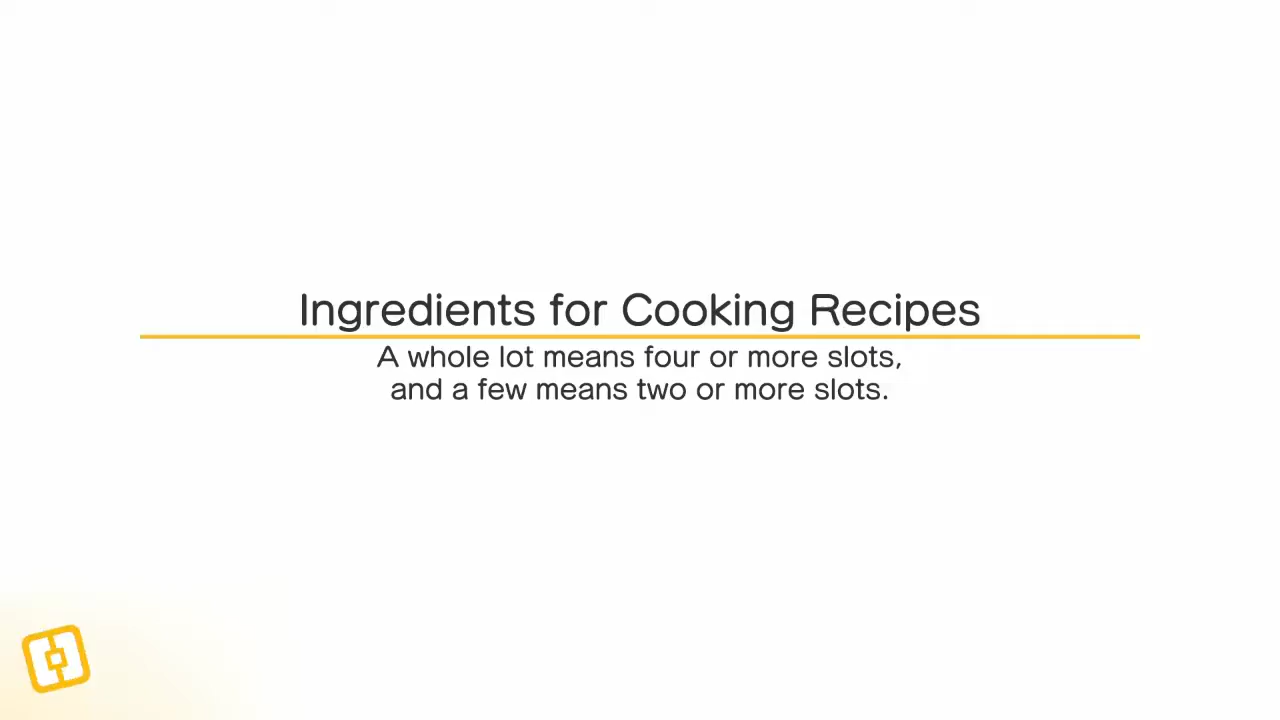 Ingredients for Cooking Recipes
A whole lot means four or more slots,
and a few means two or more slots.